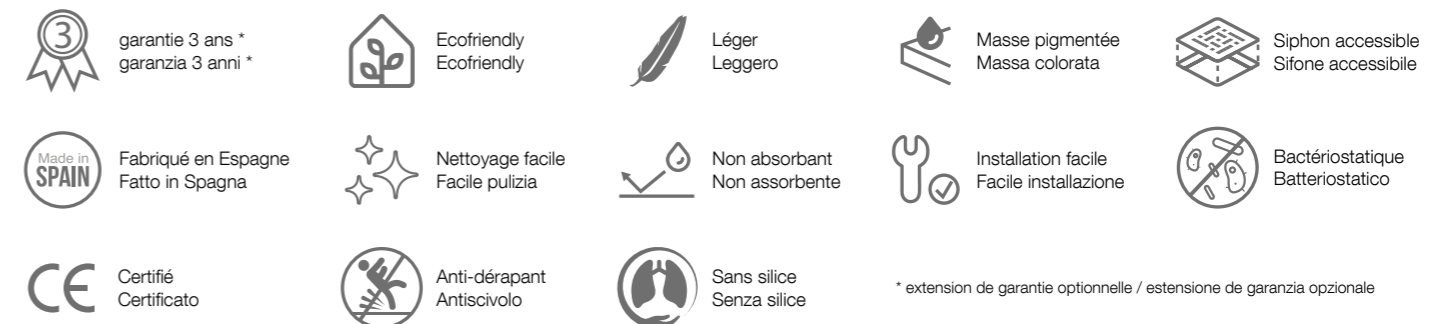 3
garantie 3 ans *
garanzia 3 anni *
Ecofriendly
Ecofriendly
Léger
Leggero
Masse pigmentée
Massa colorata
Siphon accessible
Sifone accessibile
Made in
SPAIN
Fabriqué en Espagne
Fatto in Spagna
Nettoyage facile
Facile pulizia
Non absorbant
Non assorbente
Installation facile
Facile installazione
Bactériostatique
Batteriostatico
CE
Certifié
Certificato
Anti-dérapant
Antiscivolo
Sans silice
Senza silice
* extension de garantie optionnelle / estensione de garanzia opzionale